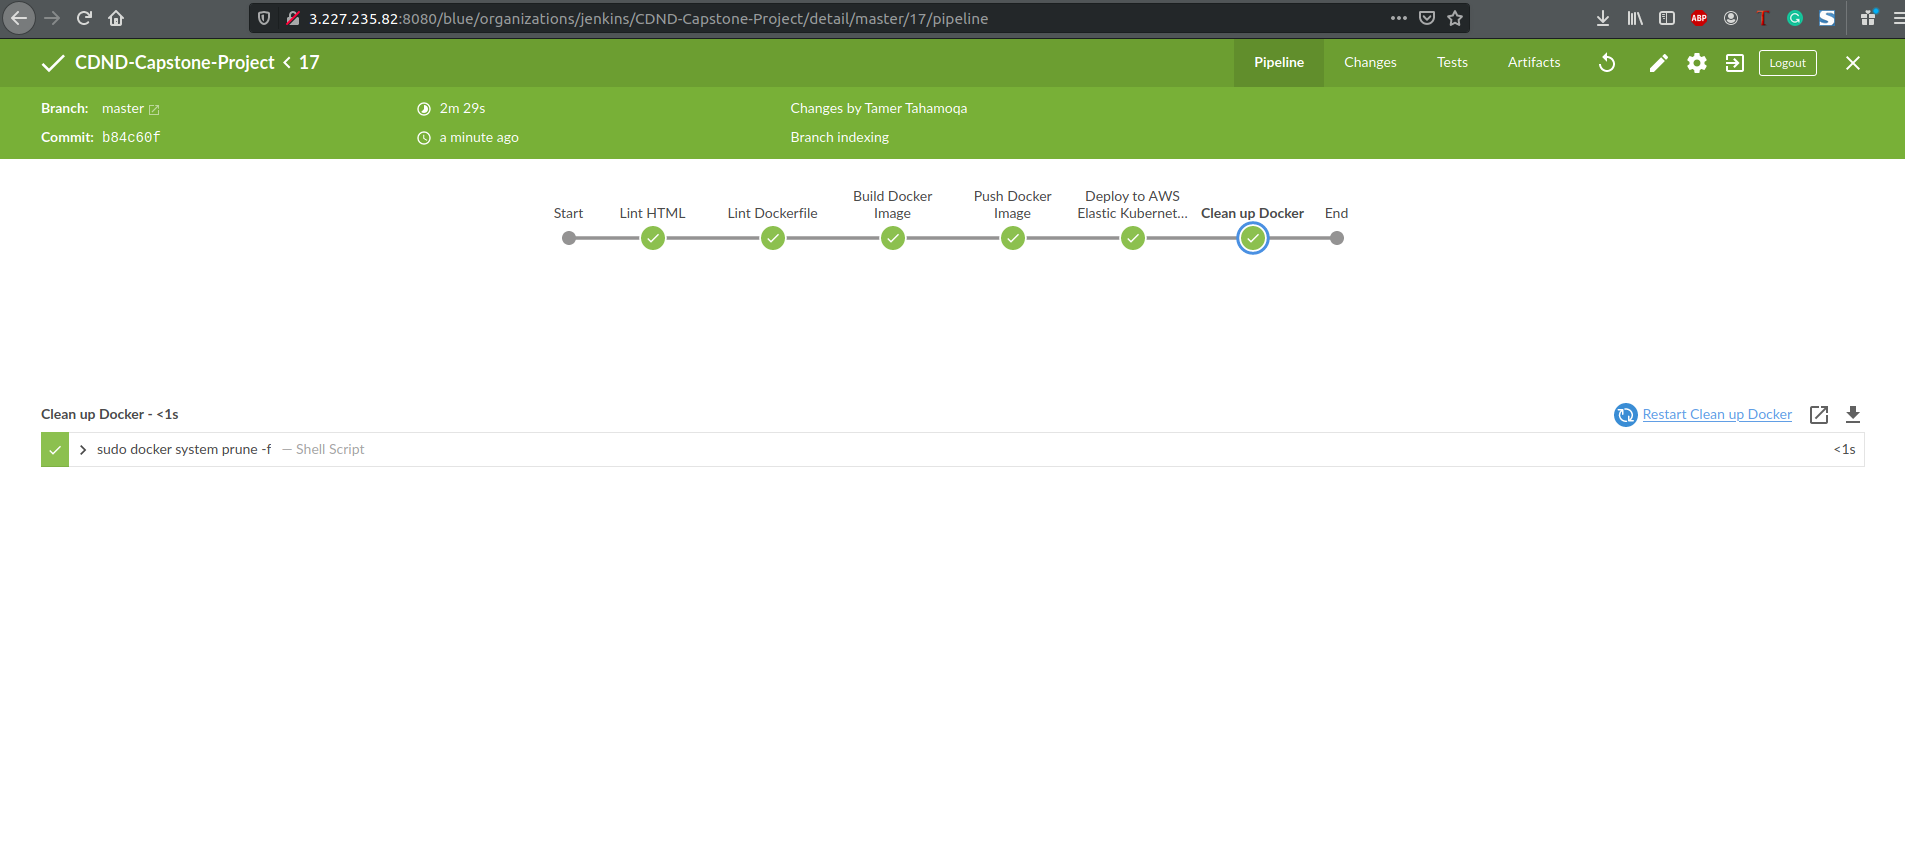 3.227.235.82:8080/blue/organizations/jenkins/CDND-Capstone-Project/detail/master/17/pipeline
ABP
CDND-Capstone-Project < 17
Pipeline
Changes
Tests
Artifacts
Logout
Branch: master
2m 29s
Changes by Tamer Tahamoqa
Commit: b84c60f
a minute ago
Branch indexing
Start
Lint HTML
Lint Dockerfile
Build Docker
Image
Push Docker
Image
Deploy to AWS
Elastic Kubernet...
Clean up Docker
End
Clean up Docker - <1s
Restart Clean up Docker
sudo docker system prune -f — Shell Script
<1s